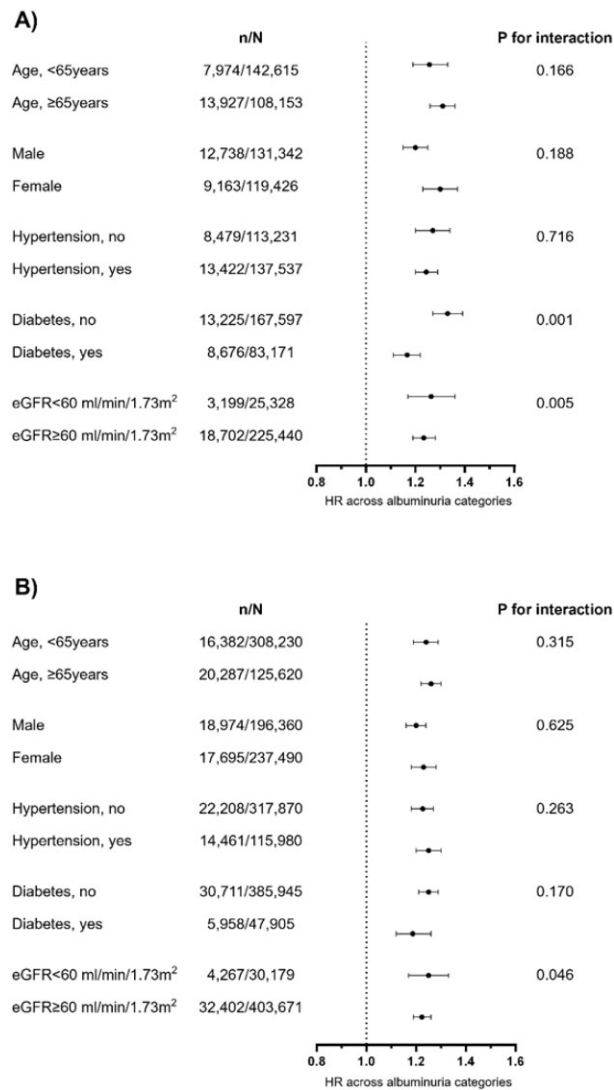 A)
n/N P for interaction
Age, <65years 7,974/142,615 0.166
Age, ≥65years 13,927/108,153
Male 12,738/131,342 0.188
Female 9,163/119,426
Hypertension, no 8,479/113,231 0.716
Hypertension, yes 13,422/137,537
Diabetes, no 13,225/167,597 0.001
Diabetes, yes 8,676/83,171
eGFR<60 ml/min/1.73m² 3,199/25,328 0.005
eGFR≥60 ml/min/1.73m² 18,702/225,440
0.8 1.0 1.2 1.4 1.6
HR across albuminuria categories
B)
n/N P for interaction
Age, <65years 16,382/308,230 0.315
Age, ≥65years 20,287/125,620
Male 18,974/196,360 0.625
Female 17,695/237,490
Hypertension, no 22,208/317,870 0.263
Hypertension, yes 14,461/115,980
Diabetes, no 30,711/385,945 0.170
Diabetes, yes 5,958/47,905
eGFR<60 ml/min/1.73m² 4,267/30,179 0.046
eGFR≥60 ml/min/1.73m² 32,402/403,671
0.8 1.0 1.2 1.4 1.6
HR across albuminuria categories